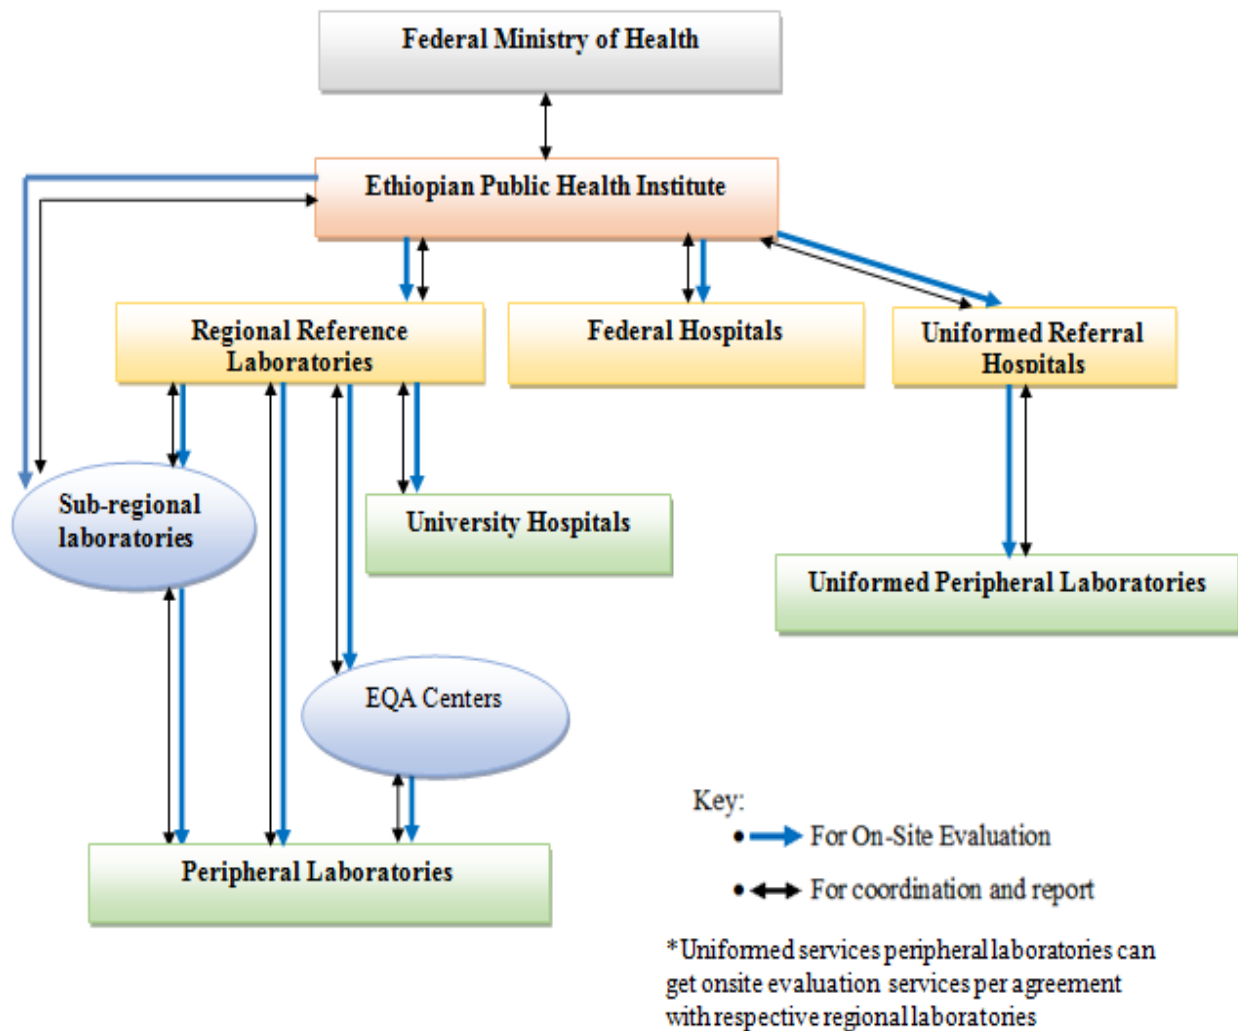 Federal Ministry of Health
Ethiopian Public Health Institute
Regional Reference
Laboratories
Federal Hospitals
Uniformed Referral
Hospitals
Sub-regional
laboratories
University Hospitals
Uniformed Peripheral Laboratories
EQA Centers
Peripheral Laboratories
Key:
• For On-Site Evaluation
• For coordination and report
*Uniformed services peripheral laboratories can
get onsite evaluation services per agreement
with respective regional laboratories